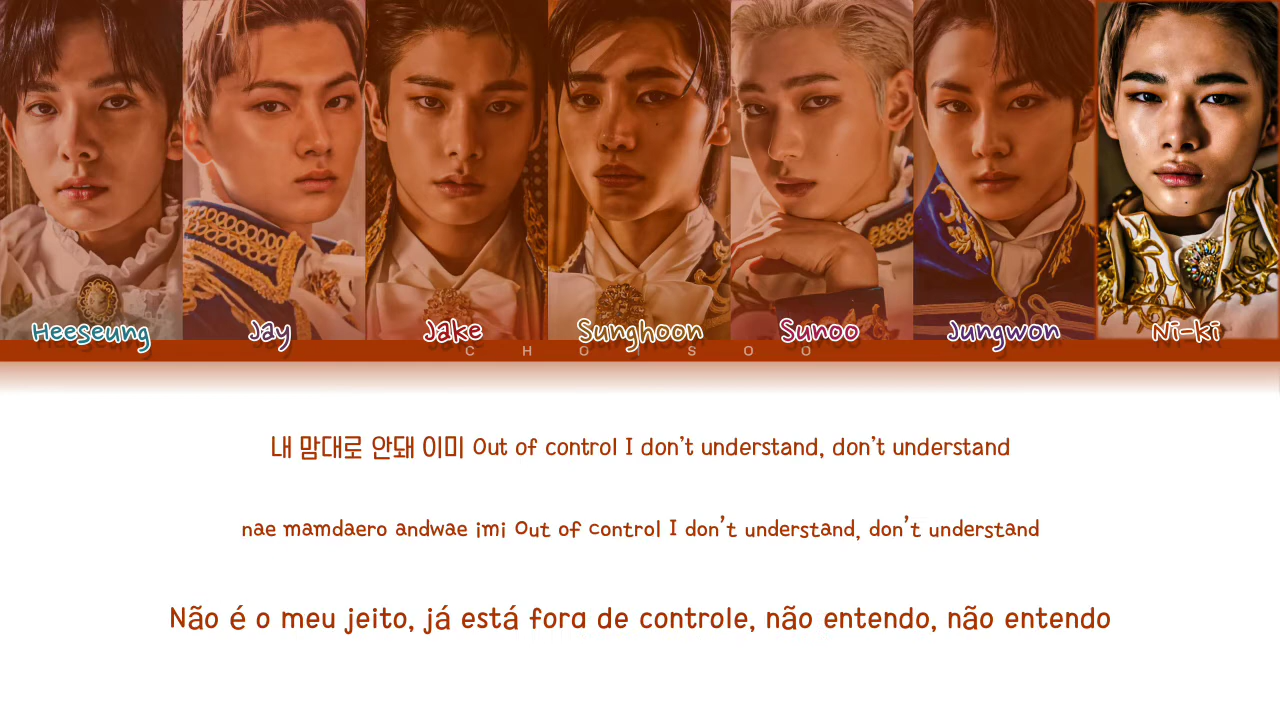 Heeseung Jay Jake Sunghoon Sunoo Jungwon Ni-ki
CHOISOO
내 맘대로 안돼 이미 Out of control I don’t understand, don’t understand
nae mamdaero andwae imi Out of control I don’t understand, don’t understand
Não é o meu jeito, já está fora de controle, não entendo, não entendo